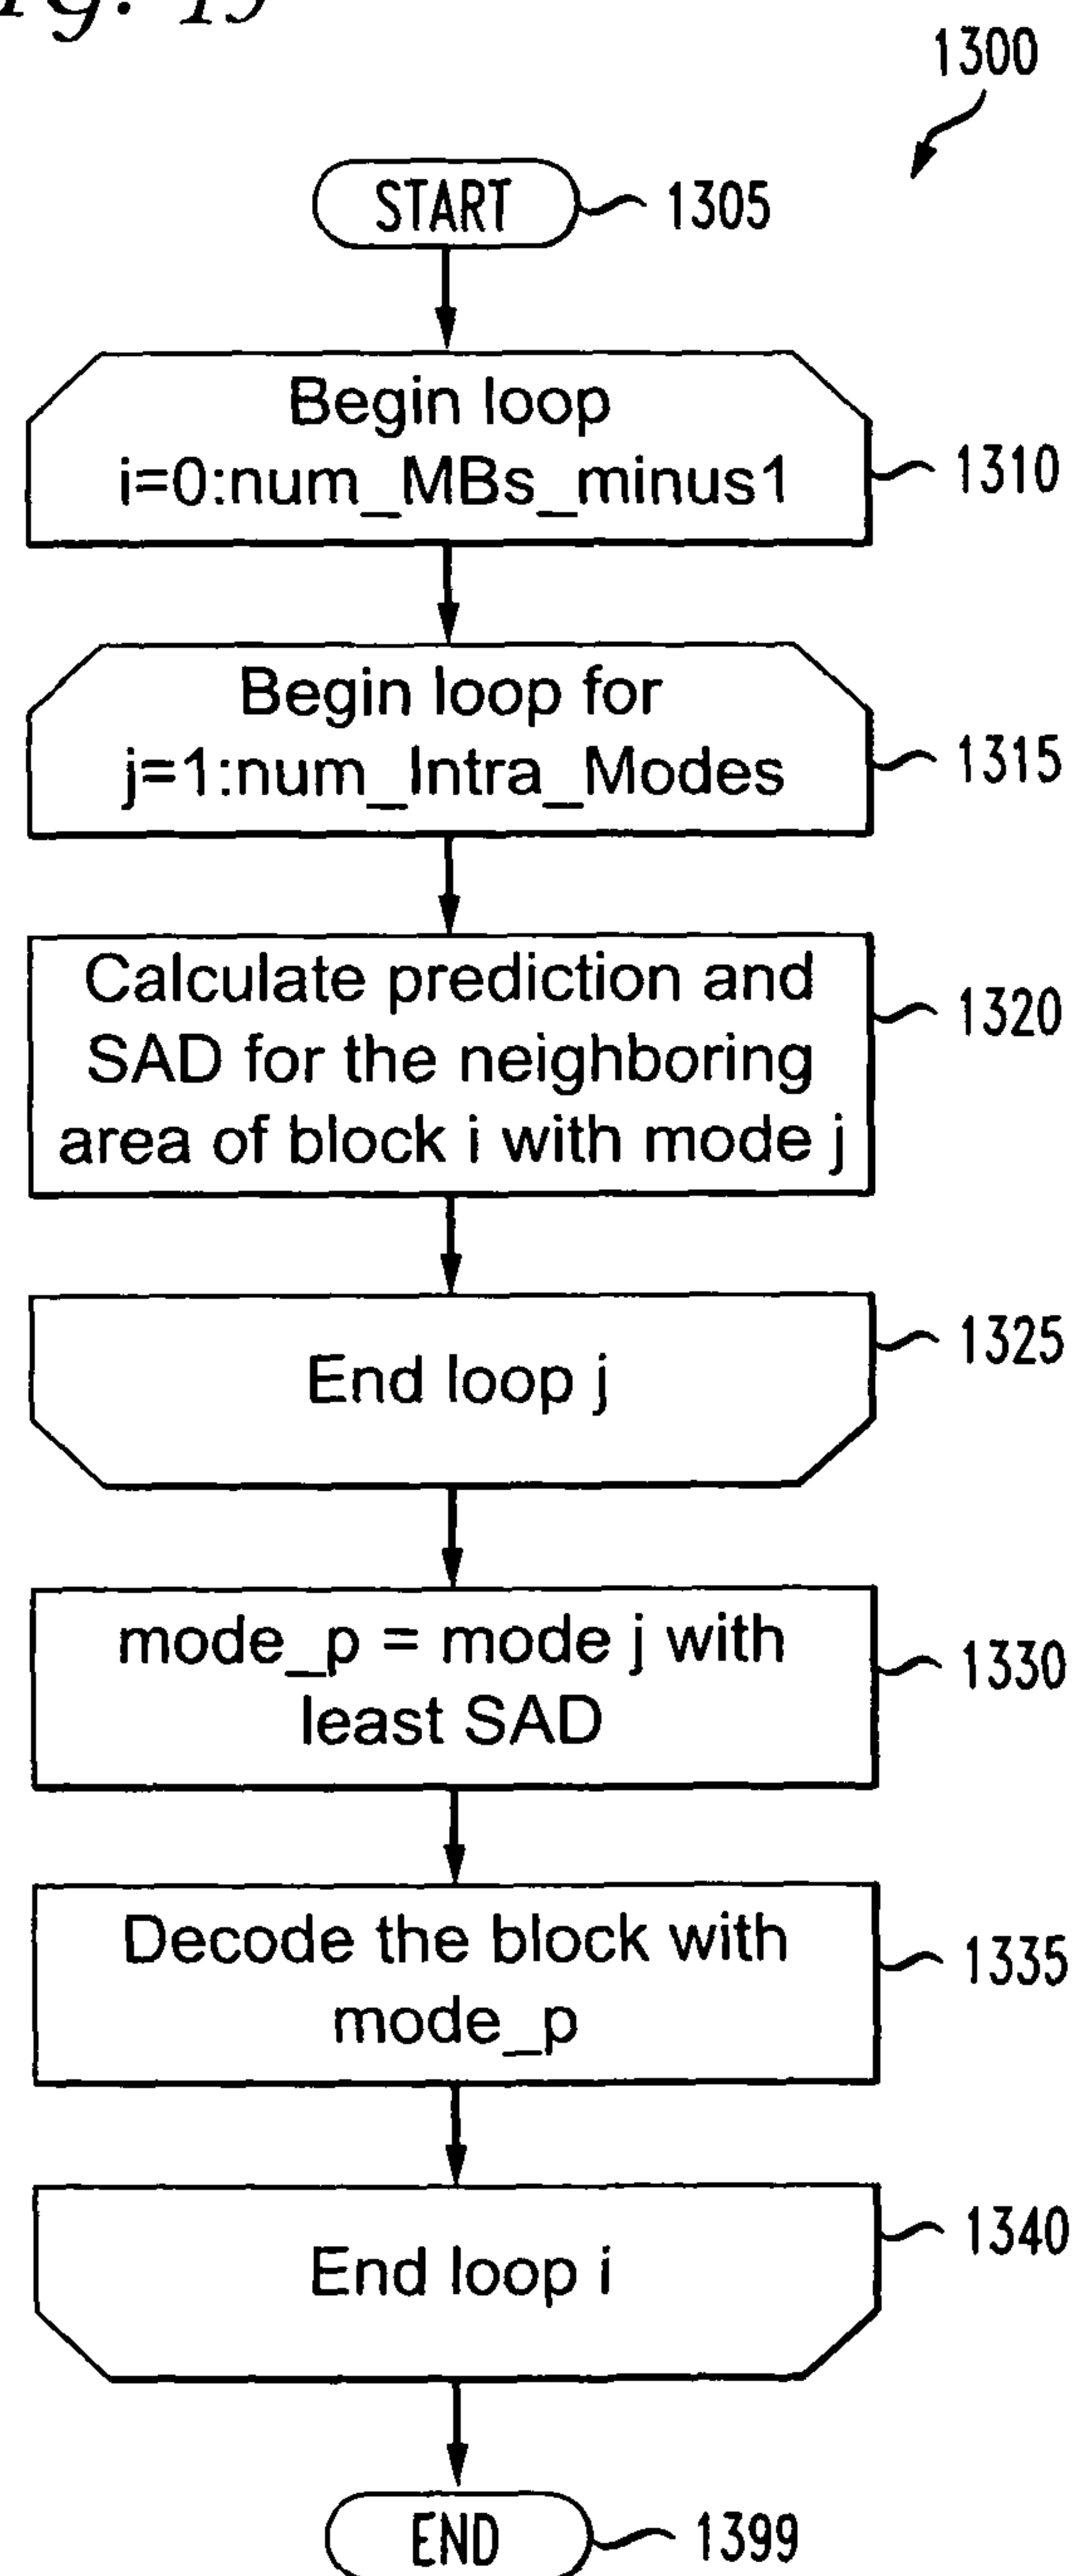 1300
START
1305
Begin loop
i=0:num_MBs_minus1
1310
Begin loop for
j=1:num_Intra_Modes
1315
Calculate prediction and
SAD for the neighboring
area of block i with mode j
1320
End loop j
1325
mode_p = mode j with
least SAD
1330
Decode the block with
mode_p
1335
End loop i
1340
END
1399